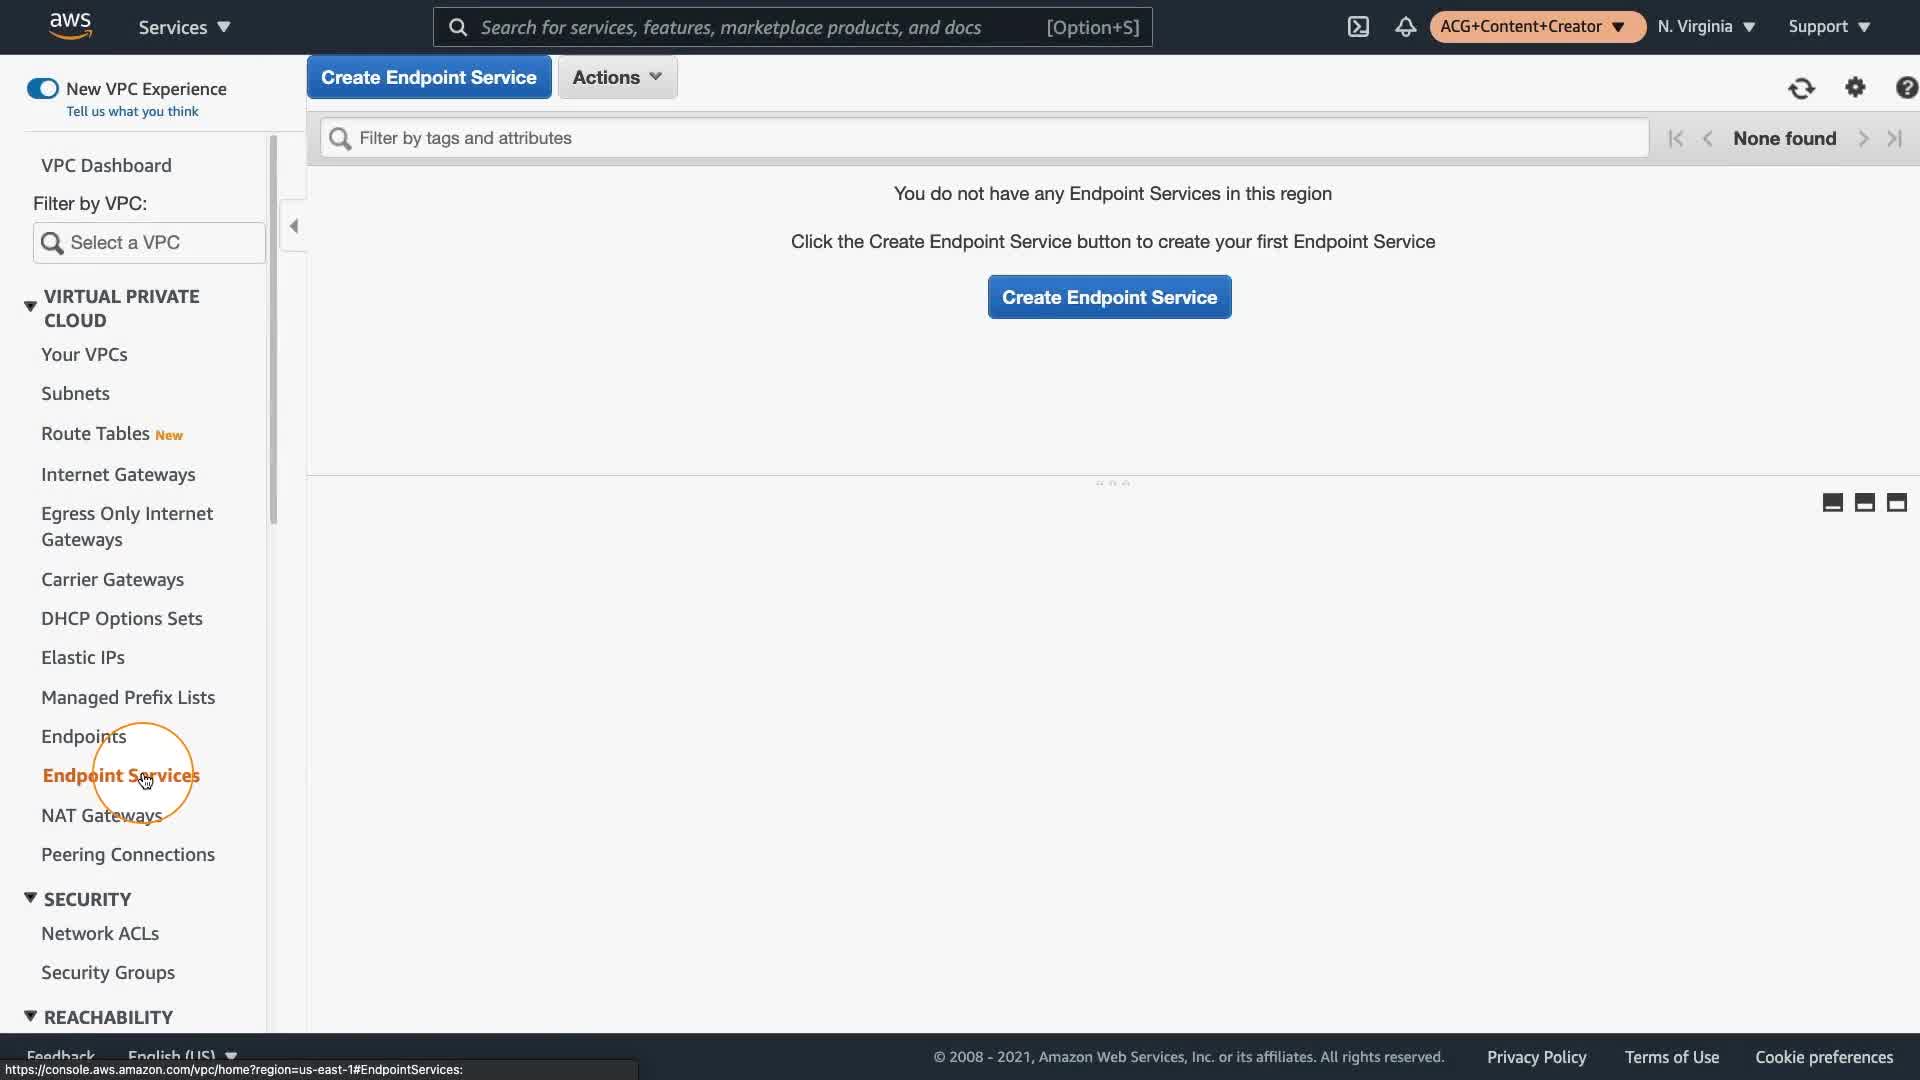 aws
Services
Search for services, features, marketplace products, and docs
[Option+S]
ACG+Content+Creator
N. Virginia
Support
New VPC Experience
Tell us what you think
VPC Dashboard
Filter by VPC:
Select a VPC
VIRTUAL PRIVATE
CLOUD
Your VPCs
Subnets
Route Tables New
Internet Gateways
Egress Only Internet
Gateways
Carrier Gateways
DHCP Options Sets
Elastic IPs
Managed Prefix Lists
Endpoints
Endpoint Services
NAT Gateways
Peering Connections
SECURITY
Network ACLs
Security Groups
REACHABILITY
Create Endpoint Service
Actions
Filter by tags and attributes
None found
You do not have any Endpoint Services in this region
Click the Create Endpoint Service button to create your first Endpoint Service
Create Endpoint Service
Feedback
English (US)
© 2008 - 2021, Amazon Web Services, Inc. or its affiliates. All rights reserved.
Privacy Policy
Terms of Use
Cookie preferences
https://console.aws.amazon.com/vpc/home?region=us-east-1#EndpointServices: